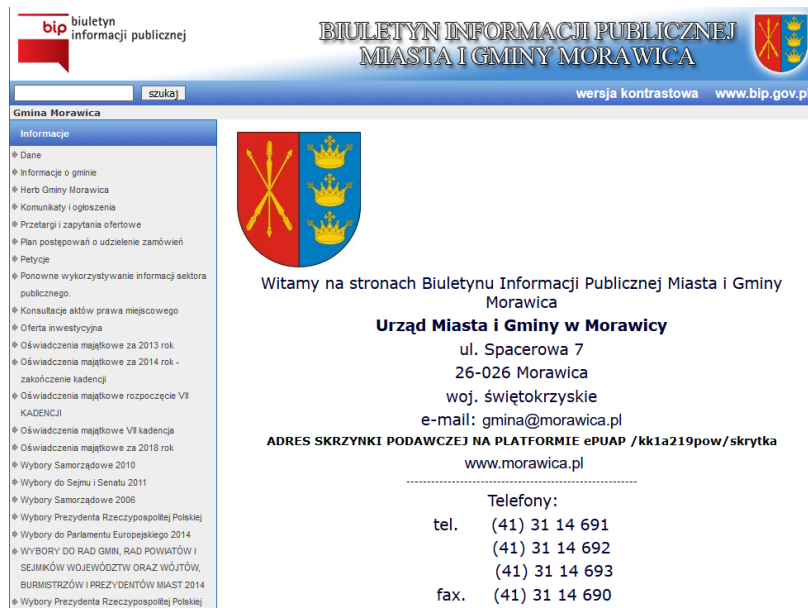 bip biuletyn
informacji publicznej
BIULETYN INFORMACJI PUBLICZNEJ
MIASTA I GMINY MORAWICA
szukaj
wersja kontrastowa www.bip.gov.pl
Gmina Morawica
Informacje
Dane
Informacje o gminie
Herb Gminy Morawica
Komunikaty i ogłoszenia
Przetargi i zapytania ofertowe
Plan postępowań o udzielenie zamówień
Petycje
Ponowne wykorzystywanie informacji sektora
publicznego.
Konsultacje aktów prawa miejscowego
Oferta inwestycyjna
Oświadczenia majątkowe za 2013 rok
Oświadczenia majątkowe za 2014 rok -
zakończenie kadencji
Oświadczenia majątkowe rozpoczęcie VII
KADENCJI
Oświadczenia majątkowe VII kadencja
Oświadczenia majątkowe za 2018 rok
Wybory Samorządowe 2010
Wybory do Sejmu i Senatu 2011
Wybory Samorządowe 2006
Wybory Prezydenta Rzeczypospolitej Polskiej
Wybory do Parlamentu Europejskiego 2014
WYBORY DO RAD GMIN, RAD POWIATÓW I
SEJMIKÓW WOJEWÓDZTW ORAZ WÓJTÓW,
BURMISTRZÓW I PREZYDENTÓW MIAST 2014
Wybory Prezydenta Rzeczypospolitej Polskiej
Witamy na stronach Biuletynu Informacji Publicznej Miasta i Gminy
Morawica
Urząd Miasta i Gminy w Morawicy
ul. Spacerowa 7
26-026 Morawica
woj. świętokrzyskie
e-mail: gmina@morawica.pl
ADRES SKRZYNKI PODAWCZEJ NA PLATFORMIE ePUAP /kk1a219pow/skrytka
www.morawica.pl
-------------------------------------------------------
Telefony:
tel. (41) 31 14 691
(41) 31 14 692
(41) 31 14 693
fax. (41) 31 14 690